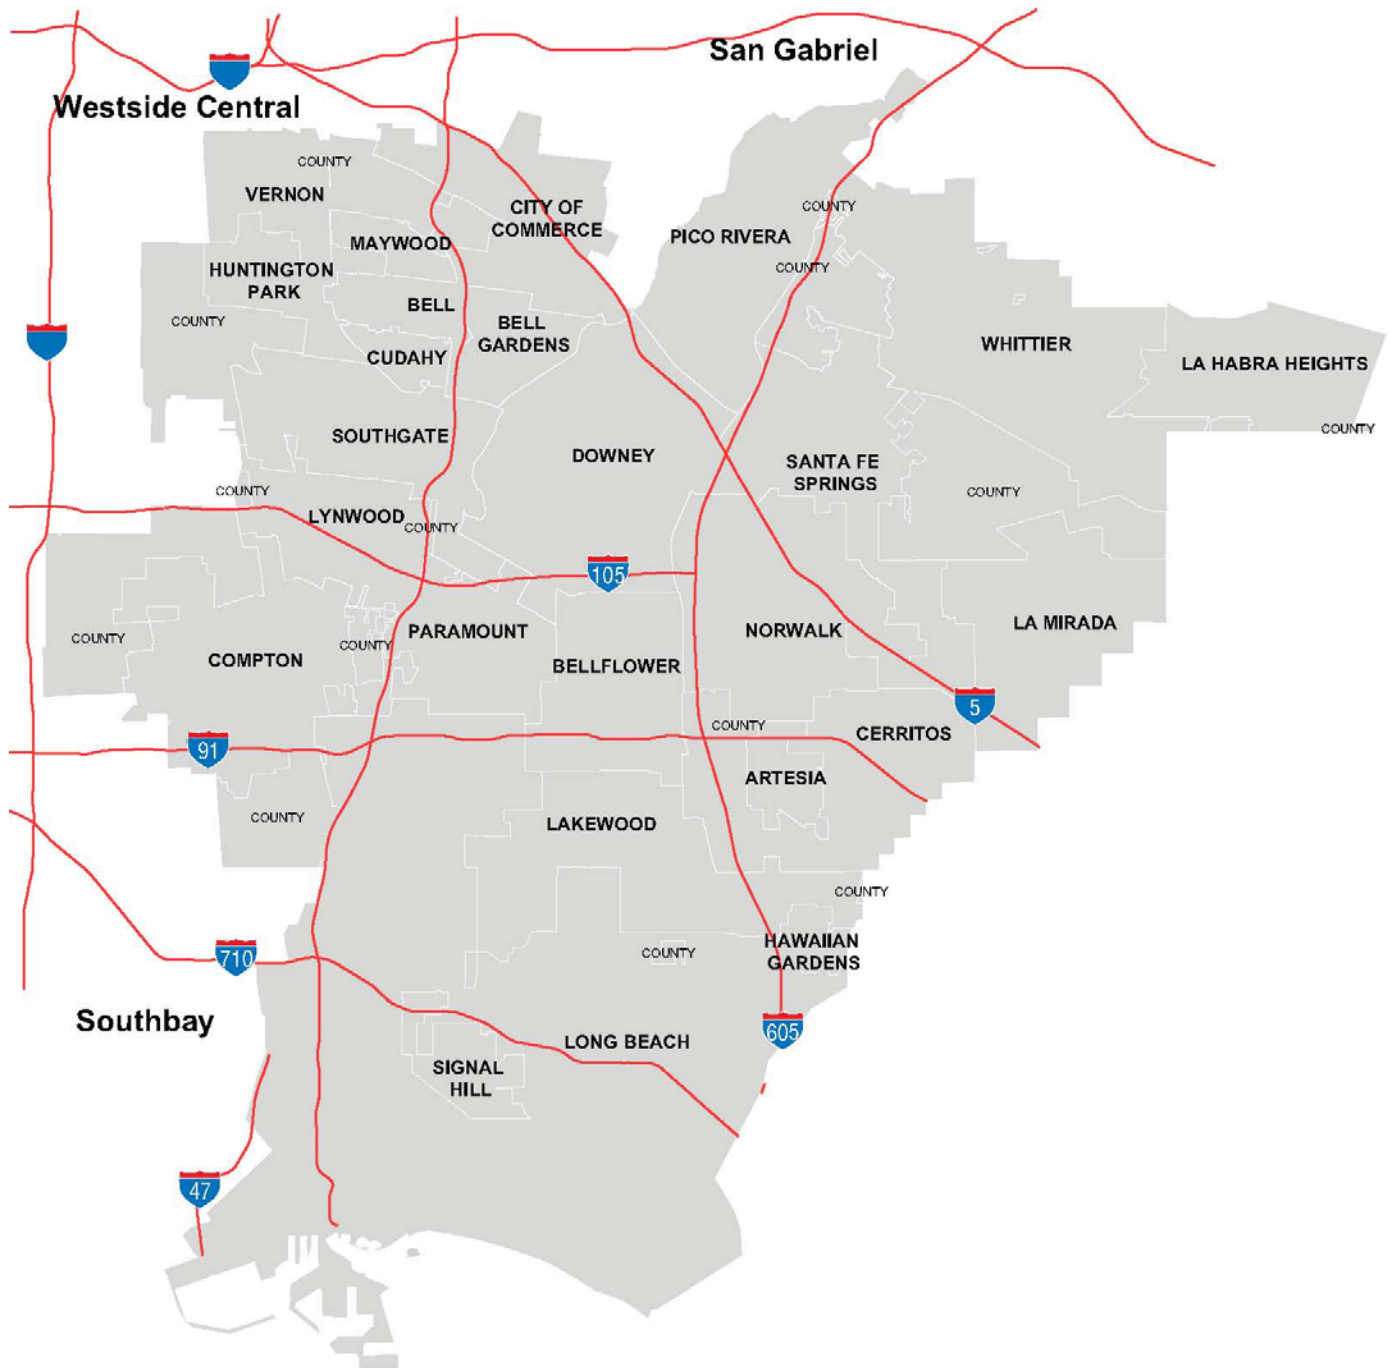 San Gabriel
Westside Central
COUNTY
VERNON
CITY OF
COMMERCE
COUNTY
PICO RIVERA
MAYWOOD
HUNTINGTON
PARK
COUNTY
BELL
COUNTY
BELL
GARDENS
WHITTIER
CUDAHY
LA HABRA HEIGHTS
COUNTY
SOUTHGATE
DOWNEY
SANTA FE
SPRINGS
COUNTY
COUNTY
LYNWOOD
COUNTY
105
COUNTY
COMPTON
COUNTY
PARAMOUNT
BELLFLOWER
NORWALK
LA MIRADA
5
COUNTY
CERRITOS
91
ARTESIA
COUNTY
LAKEWOOD
COUNTY
710
COUNTY
HAWAIIAN
GARDENS
Southbay
605
LONG BEACH
SIGNAL
HILL
47